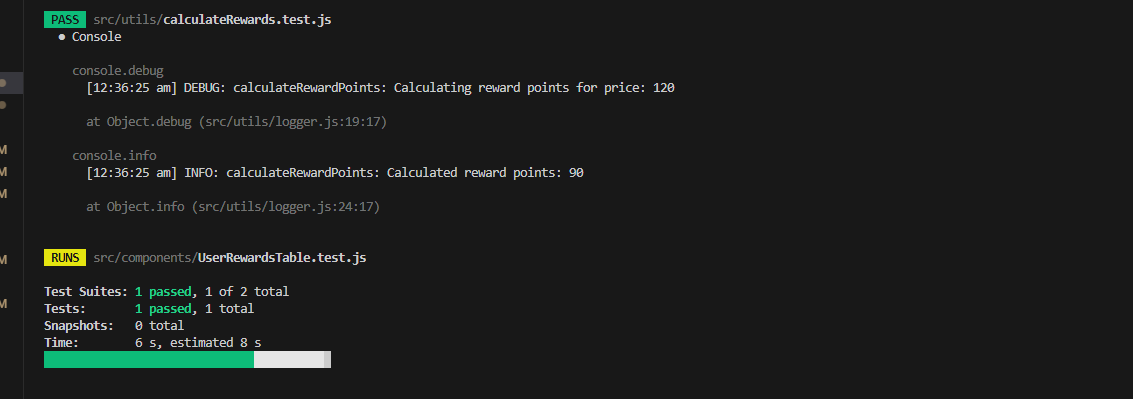 PASS src/utils/calculateRewards.test.js
● Console
console.debug
[12:36:25 am] DEBUG: calculateRewardPoints: Calculating reward points for price: 120
at Object.debug (src/utils/logger.js:19:17)
console.info
[12:36:25 am] INFO: calculateRewardPoints: Calculated reward points: 90
at Object.info (src/utils/logger.js:24:17)
RUNS src/components/UserRewardsTable.test.js
Test Suites: 1 passed, 1 of 2 total
Tests: 1 passed, 1 total
Snapshots: 0 total
Time: 6 s, estimated 8 s
M
M
M
M
M